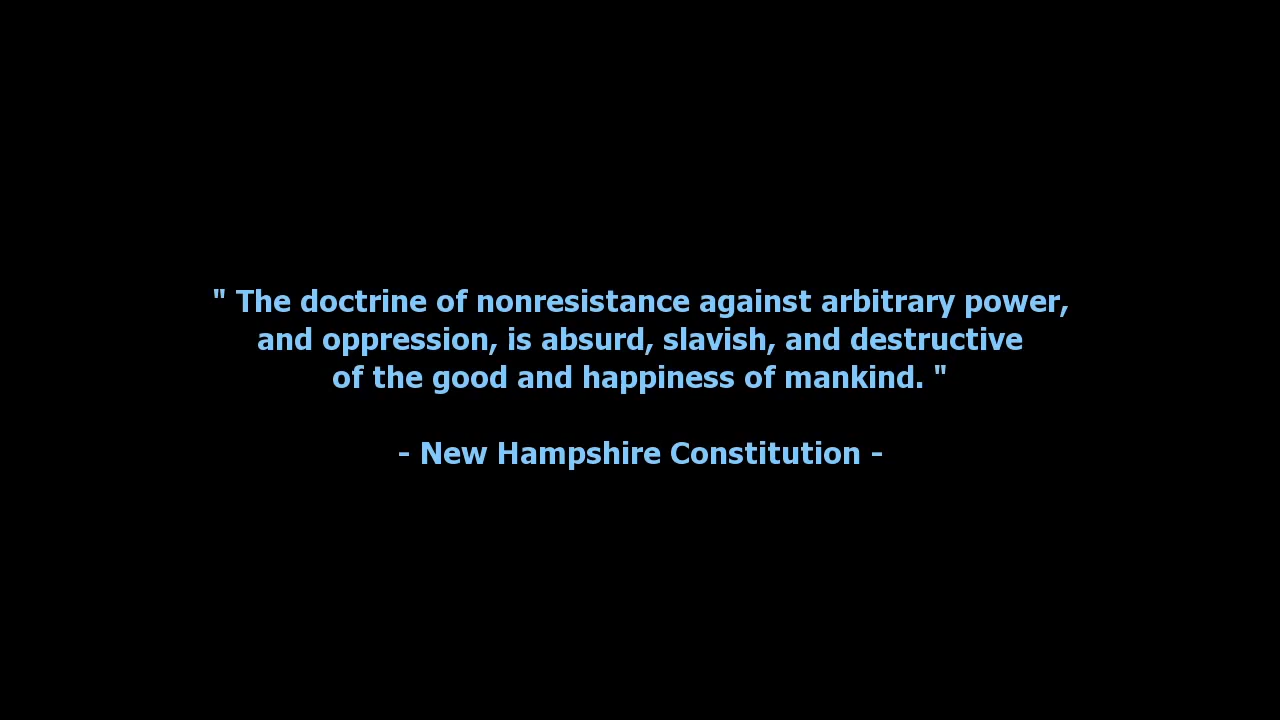 " The doctrine of nonresistance against arbitrary power,
and oppression, is absurd, slavish, and destructive
of the good and happiness of mankind. "
- New Hampshire Constitution -